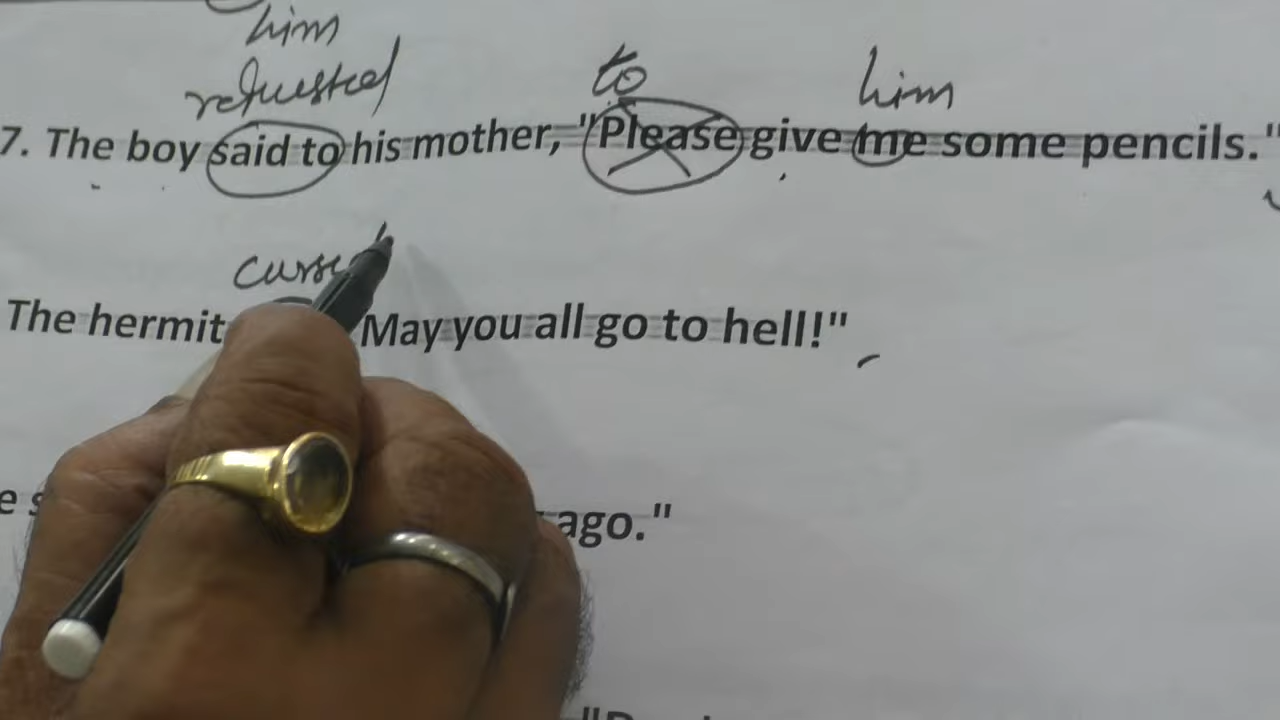 him
requested to him
7. The boy said to his mother, "Please give me some pencils."
curse
The hermit May you all go to hell!"
ago."